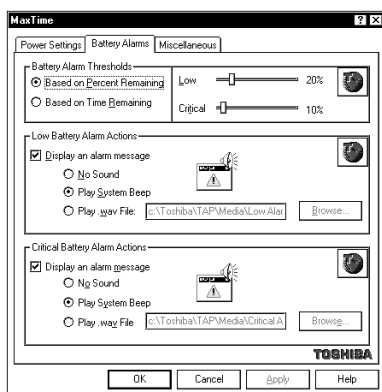 MaxTime
Power Settings Battery Alarms Miscellaneous
Battery Alarm Thresholds
Based on Percent Remaining
Based on Time Remaining
Low 20%
Critical 10%
Low Battery Alarm Actions
Display an alarm message
No Sound
Play System Beep
Play .wav File: c:\Toshiba\TAP\Media\Low Alar Browse...
Critical Battery Alarm Actions
Display an alarm message
No Sound
Play System Beep
Play .wav File c:\Toshiba\TAP\Media\Critical A Browse...
TOSHIBA
OK Cancel Apply Help